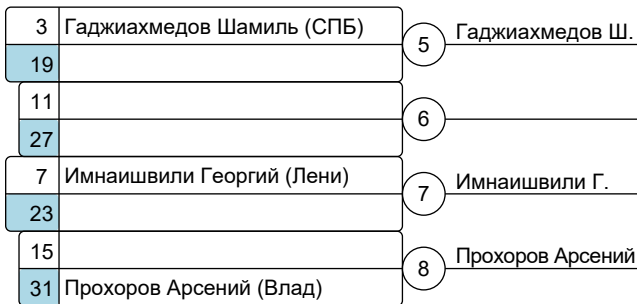 3 Гаджиахмедов Шамиль (СПБ)
5 Гаджиахмедов Ш.
19
11
6
27
7 Имнаишвили Георгий (Лени)
7 Имнаишвили Г.
23
15
8 Прохоров Арсений
31 Прохоров Арсений (Влад)